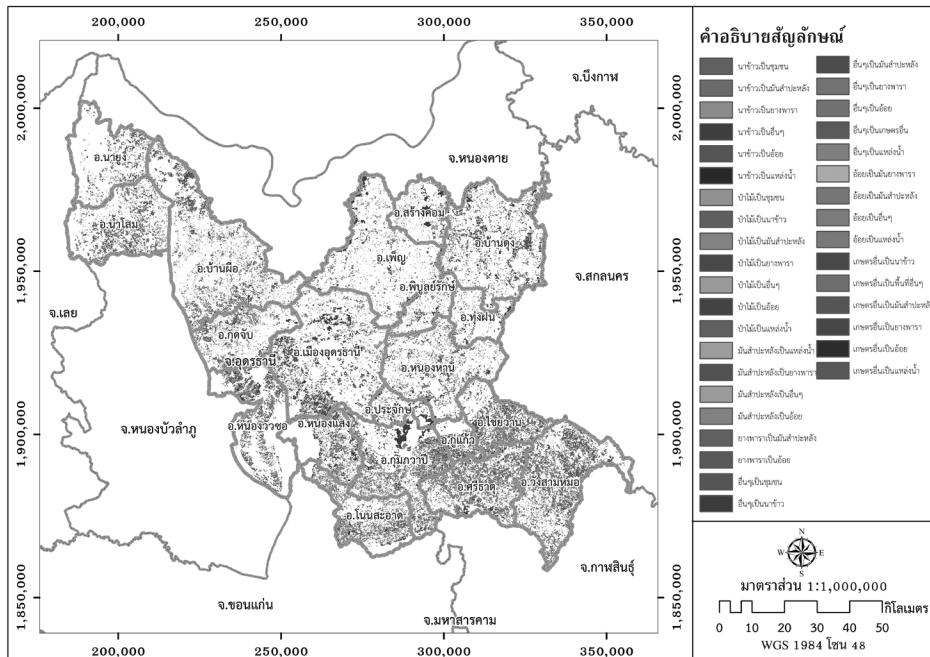 200,000 250,000 300,000 350,000
2,000,000
1,950,000
1,900,000
1,850,000
จ.บึงกาฬ
จ.หนองคาย
อ.นายูง
อ.น้ำโสม
อ.สร้างคอม
อ.บ้านดุง
อ.เพ็ญ
อ.บ้านผือ
อ.พิบูลย์รักษ์
จ.สกลนคร
จ.เลย
อ.ทุ่งฝน
อ.กุดจับ
อ.เมืองอุดรธานี
จ.อุดรธานี
อ.หนองหาน
อ.ประจักษ์
จ.หนองบัวลำภู
อ.หนองวัวซอ
อ.หนองแสง
อ.ไชยวาน
อ.กู่แก้ว
อ.กุมภวาปี
อ.ศรีธาตุ
อ.วังสามหมอ
อ.โนนสะอาด
จ.กาฬสินธุ์
จ.ขอนแก่น
จ.มหาสารคาม
2,000,000
1,950,000
1,900,000
1,850,000
200,000 250,000 300,000 350,000
คำอธิบายสัญลักษณ์
นาข้าวเป็นชุมชน
นาข้าวเป็นมันสำปะหลัง
นาข้าวเป็นยางพารา
นาข้าวเป็นอื่นๆ
นาข้าวเป็นอ้อย
นาข้าวเป็นแหล่งน้ำ
ป่าไม้เป็นชุมชน
ป่าไม้เป็นนาข้าว
ป่าไม้เป็นมันสำปะหลัง
ป่าไม้เป็นยางพารา
ป่าไม้เป็นอื่นๆ
ป่าไม้เป็นอ้อย
ป่าไม้เป็นแหล่งน้ำ
มันสำปะหลังเป็นแหล่งน้ำ
มันสำปะหลังเป็นยางพารา
มันสำปะหลังเป็นอื่นๆ
มันสำปะหลังเป็นอ้อย
ยางพาราเป็นมันสำปะหลัง
ยางพาราเป็นอ้อย
อื่นๆเป็นชุมชน
อื่นๆเป็นนาข้าว
อื่นๆเป็นมันสำปะหลัง
อื่นๆเป็นยางพารา
อื่นๆเป็นอ้อย
อื่นๆเป็นเกษตรอื่น
อื่นๆเป็นแหล่งน้ำ
อ้อยเป็นมันยางพารา
อ้อยเป็นมันสำปะหลัง
อ้อยเป็นอื่นๆ
อ้อยเป็นแหล่งน้ำ
เกษตรอื่นเป็นนาข้าว
เกษตรอื่นเป็นพื้นที่อื่นๆ
เกษตรอื่นเป็นมันสำปะหลัง
เกษตรอื่นเป็นยางพารา
เกษตรอื่นเป็นอ้อย
เกษตรอื่นเป็นแหล่งน้ำ
N
W E
S
มาตราส่วน 1:1,000,000
กิโลเมตร
0 10 20 30 40 50
WGS 1984 โซน 48